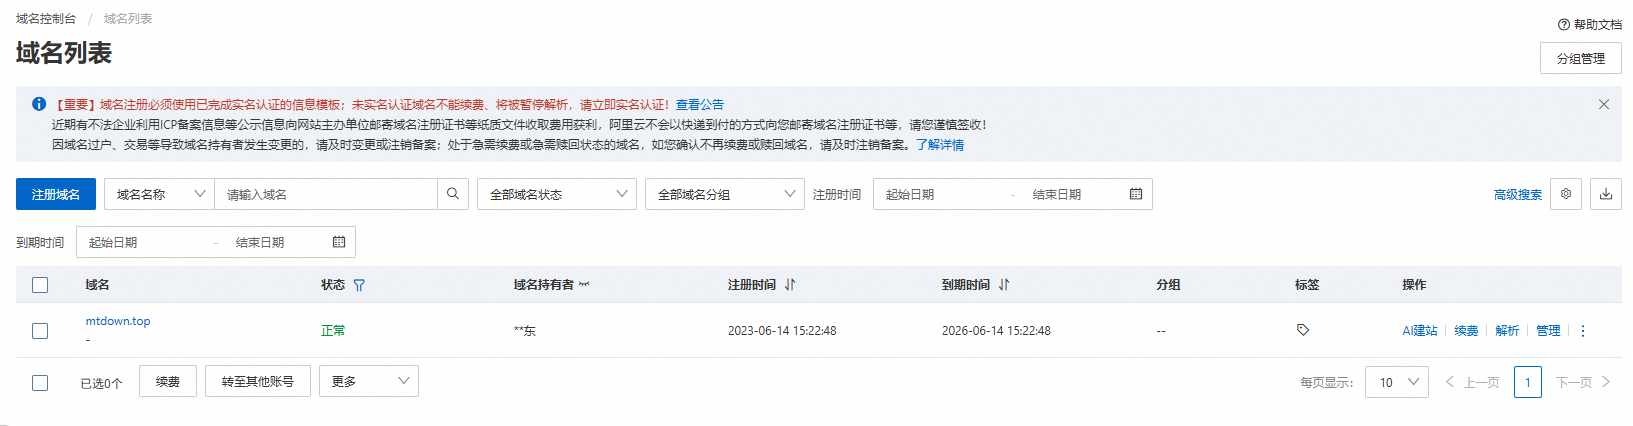 域名控制台 / 域名列表
帮助文档
域名列表
分组管理
【重要】域名注册必须使用已完成实名认证的信息模板；未实名认证域名不能续费、将被暂停解析，请立即实名认证！查看公告
近期有不法企业利用ICP备案信息等公示信息向网站主办单位邮寄域名注册证书等纸质文件收取费用获利，阿里云不会以快递到付的方式向您邮寄域名注册证书等，请您谨慎签收！
因域名过户、交易等导致域名持有者发生变更的，请及时变更或注销备案；处于急需续费或急需赎回状态的域名，如您确认不再续费或赎回域名，请及时注销备案。了解详情
注册域名 域名名称 请输入域名 全部域名状态 全部域名分组 注册时间 起始日期 - 结束日期 高级搜索
到期时间 起始日期 - 结束日期
域名 状态 域名持有者 注册时间 到期时间 分组 标签 操作
mtdown.top 正常 **东 2023-06-14 15:22:48 2026-06-14 15:22:48 -- AI建站 续费 解析 管理
-
已选0个 续费 转至其他账号 更多 每页显示： 10 上一页 1 下一页